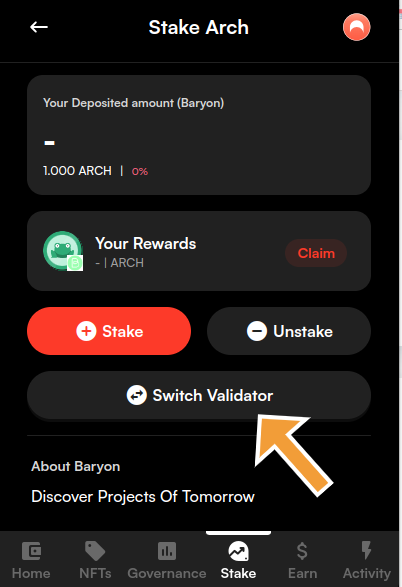 Stake Arch
Your Deposited amount (Baryon)
-
1.000 ARCH | 0%
Your Rewards
- | ARCH
Claim
Stake
Unstake
Switch Validator
About Baryon
Discover Projects Of Tomorrow
Home
NFTs
Governance
Stake
Earn
Activity